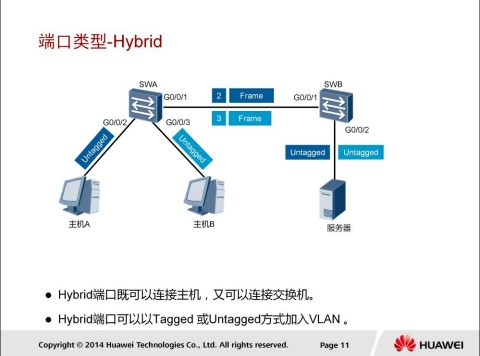 端口类型-Hybrid
SWA
SWB
G0/0/1
2 Frame
G0/0/1
3 Frame
G0/0/2
G0/0/3
G0/0/2
Untagged
Untagged
Untagged
Untagged
主机A
主机B
服务器
● Hybrid端口既可以连接主机，又可以连接交换机。
● Hybrid端口可以以Tagged 或Untagged方式加入VLAN 。
Copyright © 2014 Huawei Technologies Co., Ltd. All rights reserved.
Page 11
HUAWEI